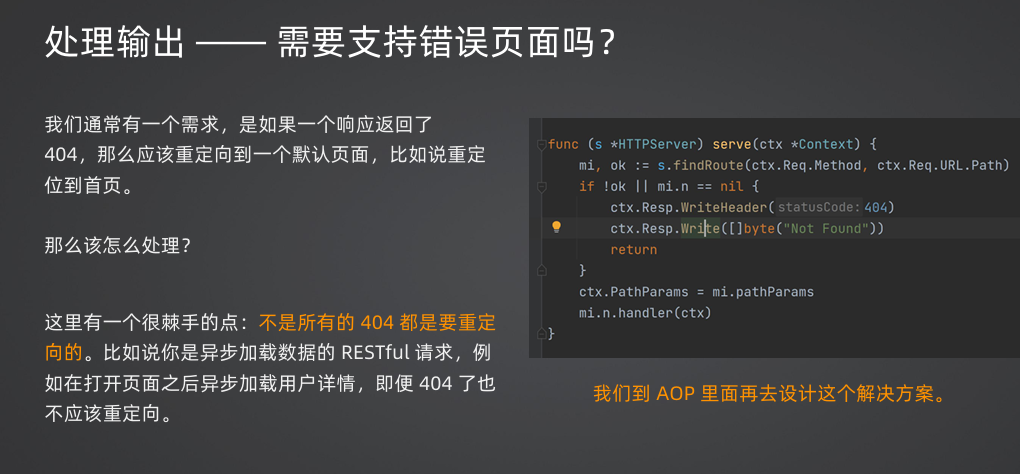 处理输出 —— 需要支持错误页面吗？
我们通常有一个需求，是如果一个响应返回了
404，那么应该重定向到一个默认页面，比如说重定
位到首页。
那么该怎么处理？
这里有一个很棘手的点：不是所有的 404 都是要重定
向的。比如说你是异步加载数据的 RESTful 请求，例
如在打开页面之后异步加载用户详情，即便 404 了也
不应该重定向。
func (s *HTTPServer) serve(ctx *Context) {
    mi, ok := s.findRoute(ctx.Req.Method, ctx.Req.URL.Path)
    if !ok || mi.n == nil {
        ctx.Resp.WriteHeader( statusCode: 404)
        ctx.Resp.Write([]byte("Not Found"))
        return
    }
    ctx.PathParams = mi.pathParams
    mi.n.handler(ctx)
}
我们到 AOP 里面再去设计这个解决方案。